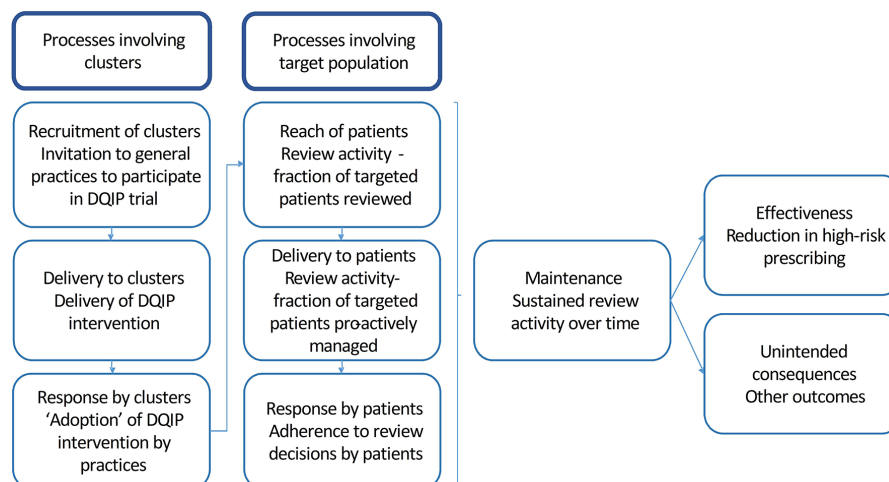 Processes involving
clusters
Processes involving
target population
Recruitment of clusters
Invitation to general
practices to participate
in DQIP trial
Reach of patients
Review activity -
fraction of targeted
patients reviewed
Delivery to clusters
Delivery of DQIP
intervention
Delivery to patients
Review activity-
fraction of targeted
patients proactively
managed
Response by clusters
‘Adoption’ of DQIP
intervention by
practices
Response by patients
Adherence to review
decisions by patients
Maintenance
Sustained review
activity over time
Effectiveness
Reduction in high-risk
prescribing
Unintended
consequences
Other outcomes